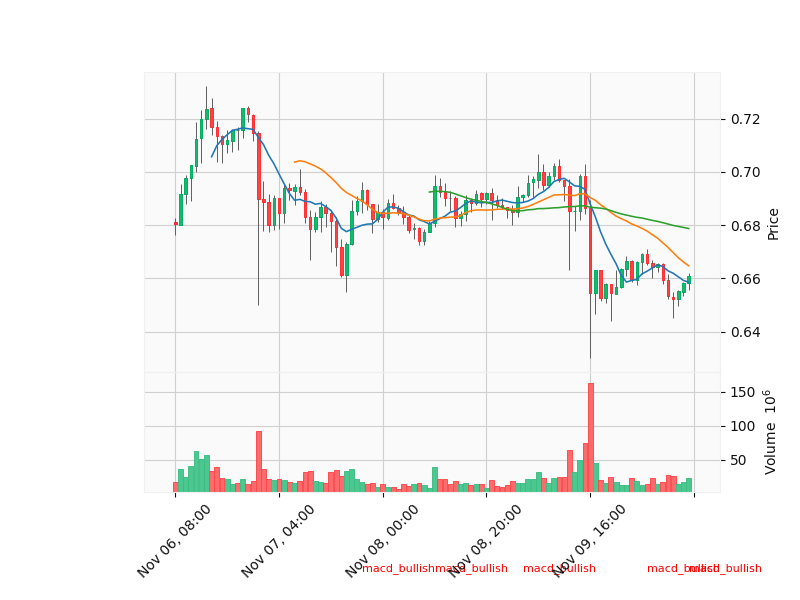 0.72
0.70
0.68
0.66
0.64
Price
150
100
50
Volume 10⁶
Nov 06, 08:00
Nov 07, 04:00
Nov 08, 00:00
Nov 08, 20:00
Nov 09, 16:00
macd_bullish
macd_bullish
macd_bullish
macd_bullish
macd_bullish